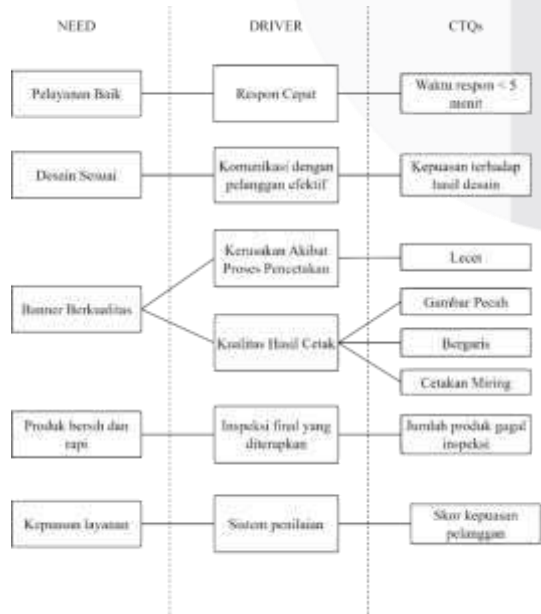 NEED
DRIVER
CTQs
Pelayanan Baik
Respon Cepat
Waktu respon < 5
menit
Desain Sesuai
Komunikasi dengan
pelanggan efektif
Kepuasan terhadap
hasil desain
Banner Berkualitas
Kerusakan Akibat
Proses Pencetakan
Lecet
Kualitas Hasil Cetak
Gambar Pecah
Bergaris
Cetakan Miring
Produk bersih dan
rapi
Inspeksi final yang
diterapkan
Jumlah produk gagal
inspeksi
Kepuasan layanan
Sistem penilaian
Skor kepuasan
pelanggan